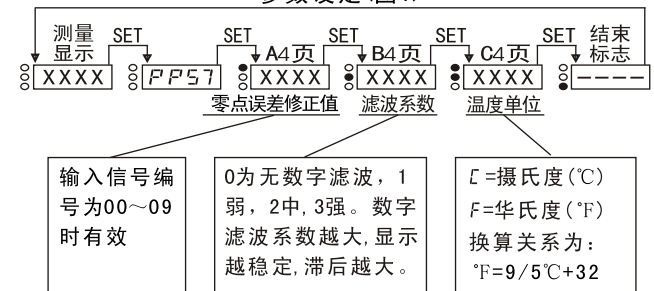 测量
显示
SET
SET
A4页
SET
B4页
SET
C4页
SET
结束
标志
XXXX
PPS7
XXXX
XXXX
XXXX
----
零点误差修正值
滤波系数
温度单位
输入信号编
号为00～09
时有效
0为无数字滤波，1
弱，2中,3强。数字
滤波系数越大,显示
越稳定,滞后越大。
C=摄氏度(℃)
F=华氏度(℉)
换算关系为：
℉=9/5℃+32